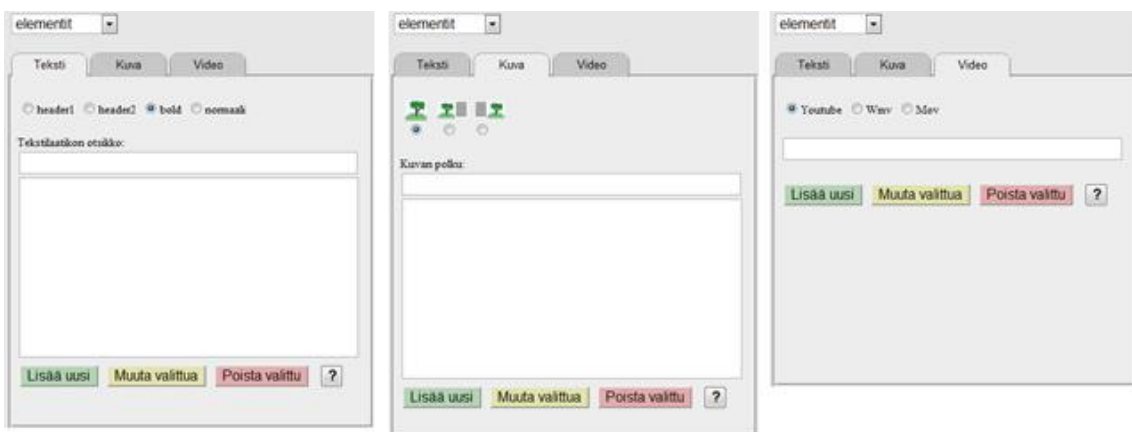 elementit
Teksti Kuva Video
header1 header2 bold normaali
Tekstilaatikon otsikko:
Lisää uusi Muuta valittua Poista valittu ?
elementit
Teksti Kuva Video
Kuvan polku:
Lisää uusi Muuta valittua Poista valittu ?
elementit
Teksti Kuva Video
Youtube Wmv Mov
Lisää uusi Muuta valittua Poista valittu ?